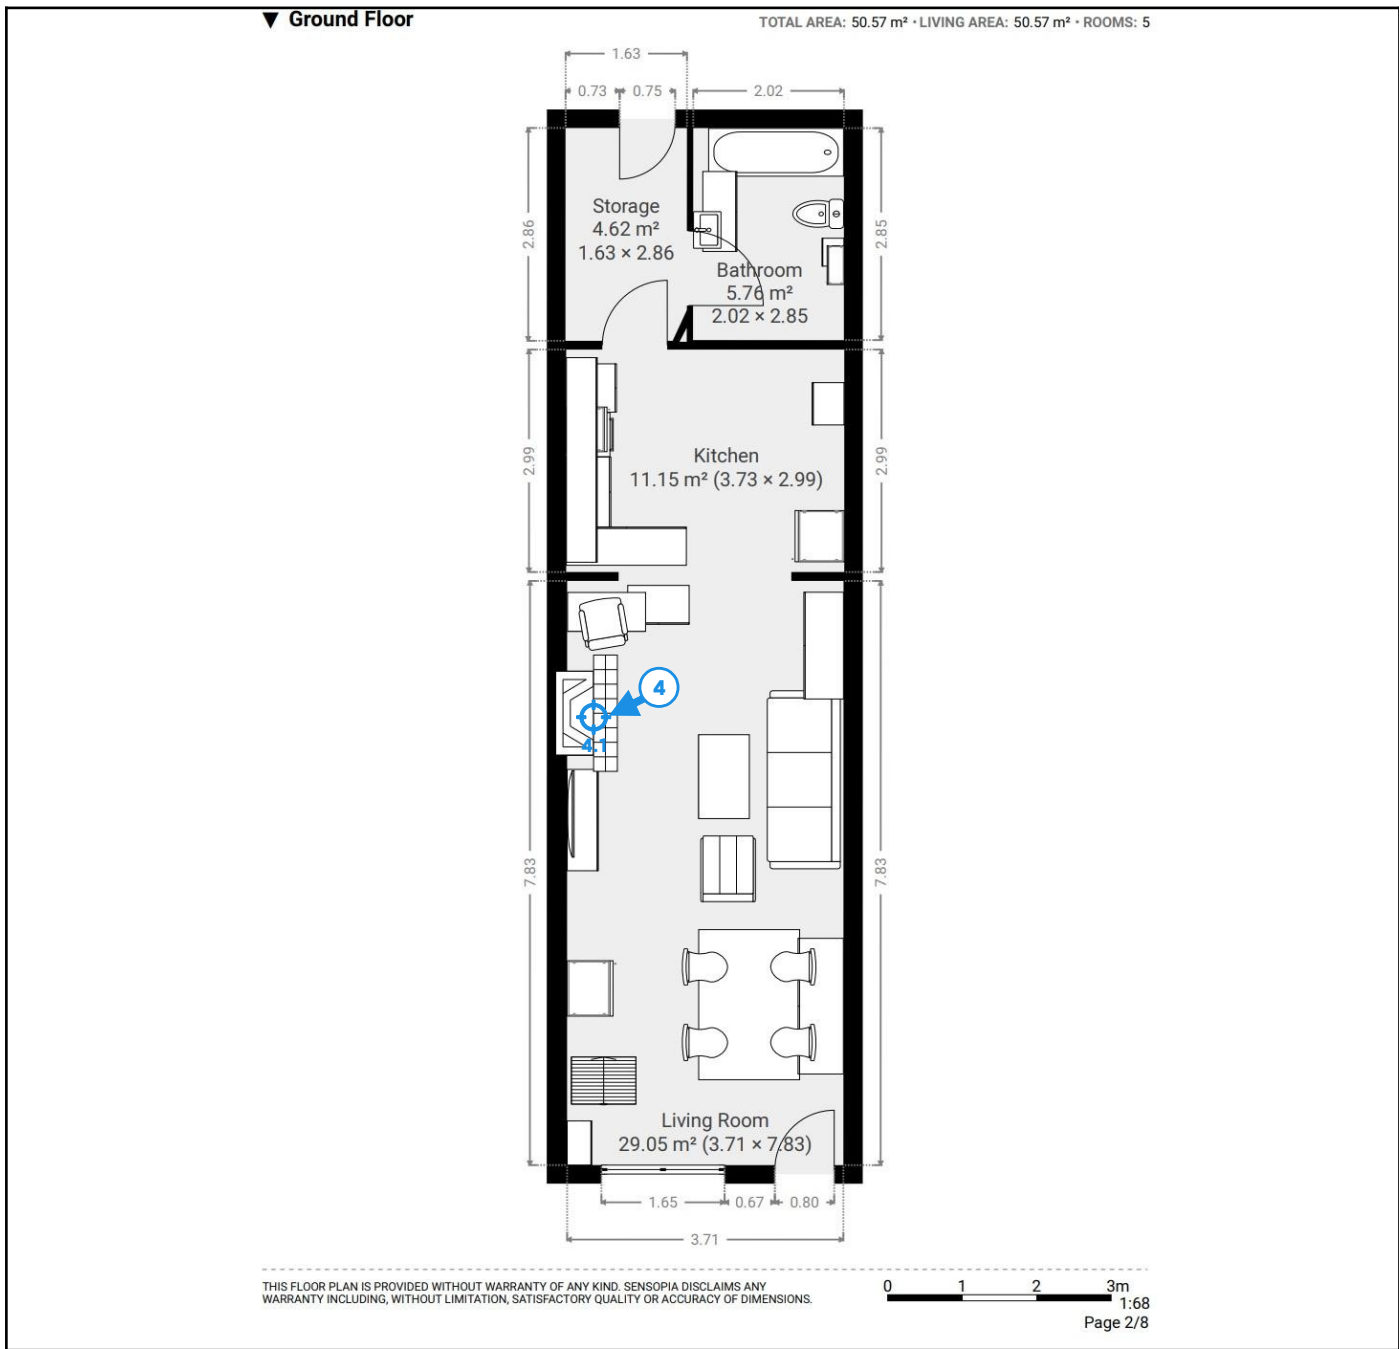 ▼ Ground Floor
TOTAL AREA: 50.57 m² • LIVING AREA: 50.57 m² • ROOMS: 5
1.63
0.73 0.75 2.02
2.86
2.85
Storage
4.62 m²
1.63 × 2.86
Bathroom
5.76 m²
2.02 × 2.85
2.99
2.99
Kitchen
11.15 m² (3.73 × 2.99)
4
4.1
7.83
7.83
Living Room
29.05 m² (3.71 × 7.83)
1.65 0.67 0.80
3.71
THIS FLOOR PLAN IS PROVIDED WITHOUT WARRANTY OF ANY KIND. SENSOPIA DISCLAIMS ANY
WARRANTY INCLUDING, WITHOUT LIMITATION, SATISFACTORY QUALITY OR ACCURACY OF DIMENSIONS.
0 1 2 3m
1:68
Page 2/8